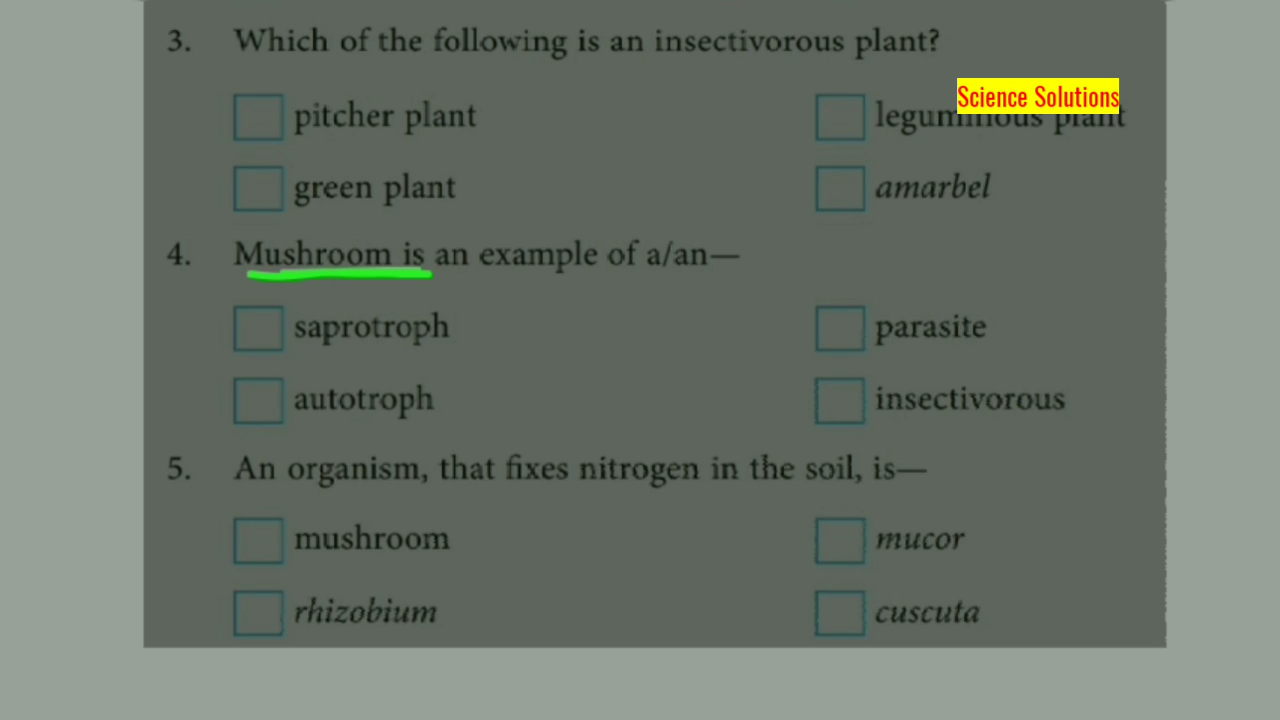 3. Which of the following is an insectivorous plant?
Science Solutions
pitcher plant leguminous plant
green plant amarbel
4. Mushroom is an example of a/an—
saprotroph parasite
autotroph insectivorous
5. An organism, that fixes nitrogen in the soil, is—
mushroom mucor
rhizobium cuscuta